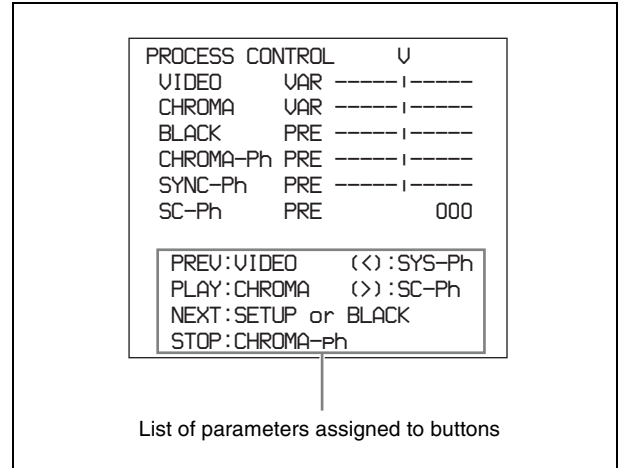 PROCESS CONTROL V
VIDEO VAR -----ı-----
CHROMA VAR -----ı-----
BLACK PRE -----ı-----
CHROMA-Ph PRE -----ı-----
SYNC-Ph PRE -----ı-----
SC-Ph PRE 000
PREV:VIDEO (<):SYS-Ph
PLAY:CHROMA (>):SC-Ph
NEXT:SETUP or BLACK
STOP:CHROMA-ph
List of parameters assigned to buttons